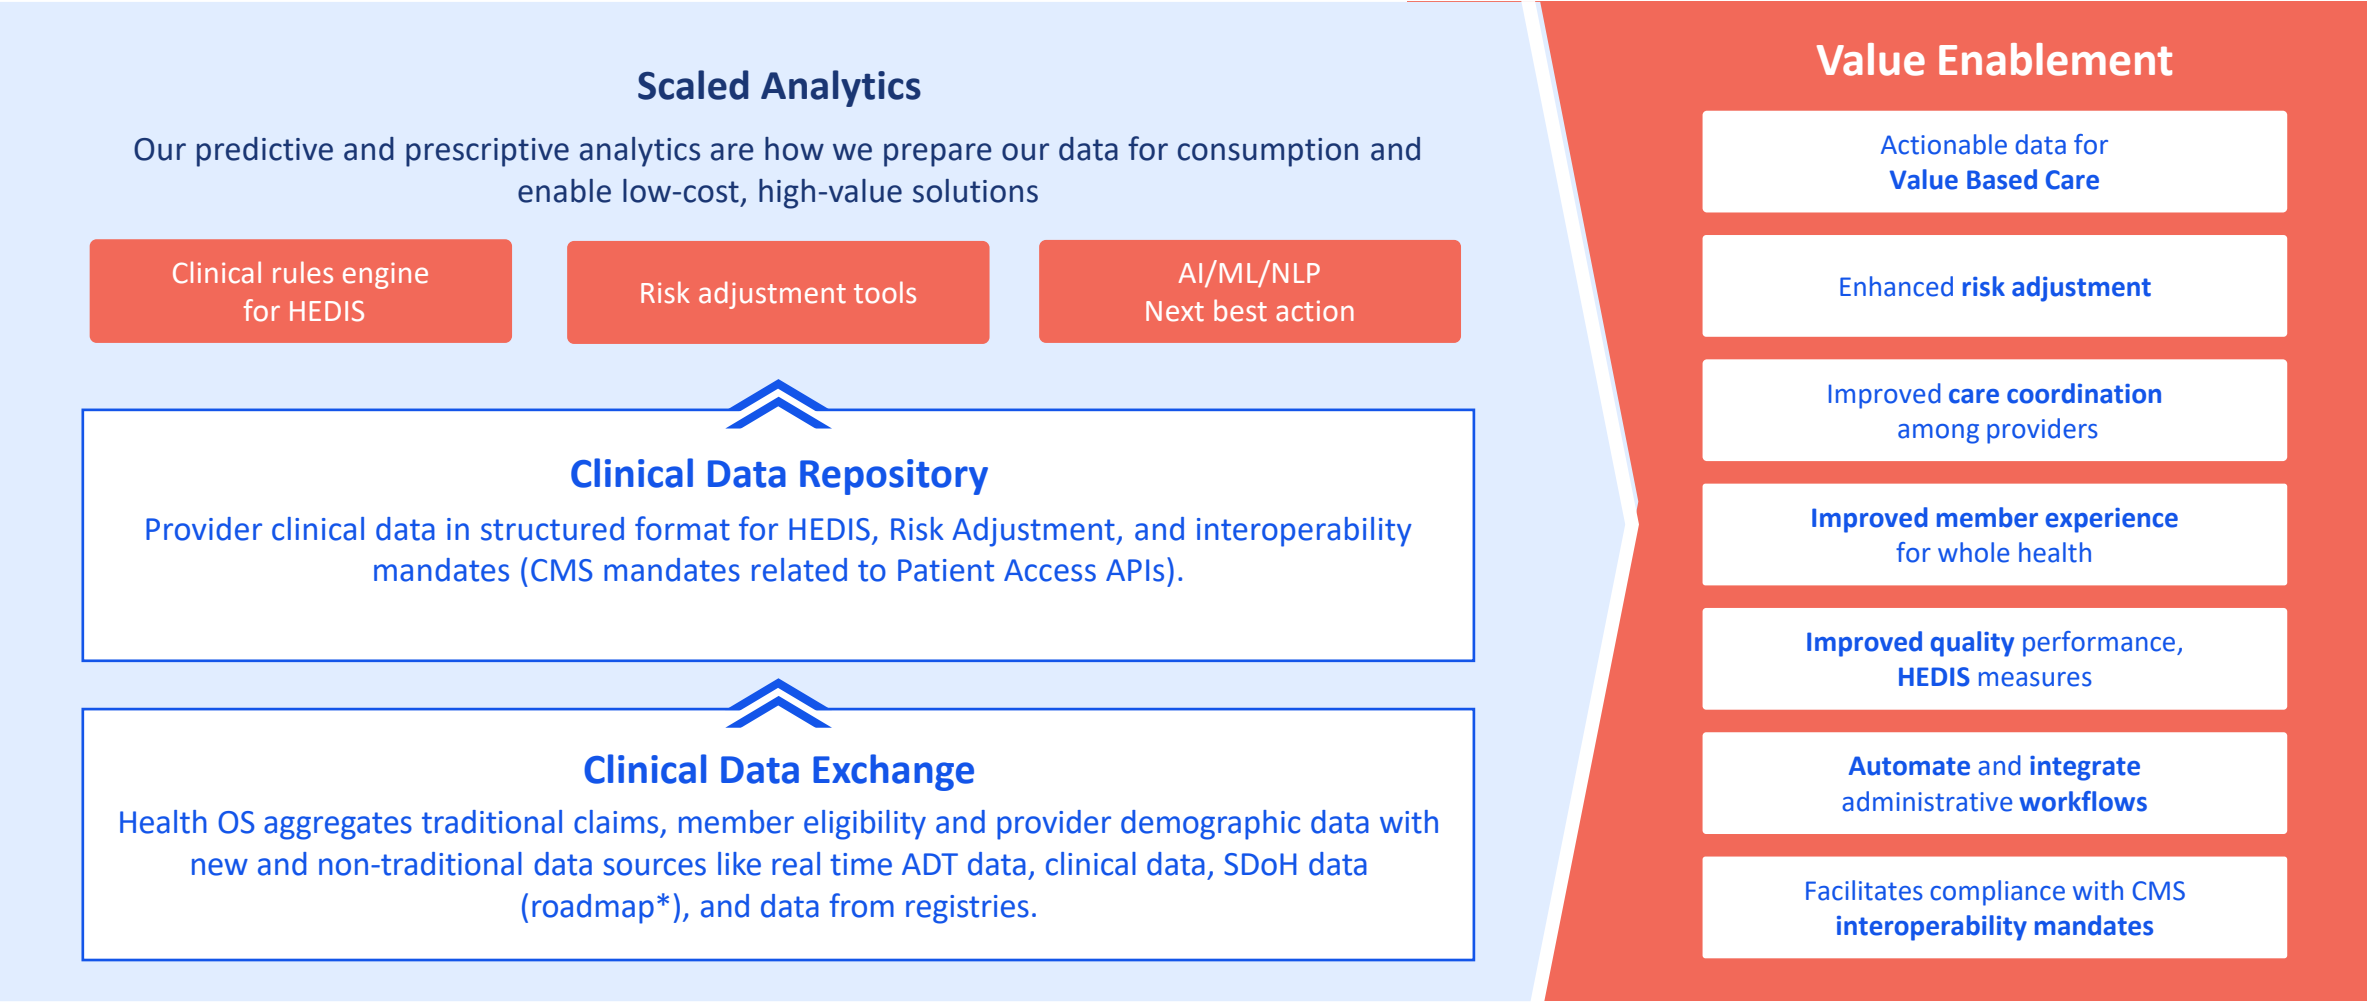 Scaled Analytics
Our predictive and prescriptive analytics are how we prepare our data for consumption and
enable low-cost, high-value solutions
Clinical rules engine
for HEDIS
Risk adjustment tools
AI/ML/NLP
Next best action
Clinical Data Repository
Provider clinical data in structured format for HEDIS, Risk Adjustment, and interoperability
mandates (CMS mandates related to Patient Access APIs).
Clinical Data Exchange
Health OS aggregates traditional claims, member eligibility and provider demographic data with
new and non-traditional data sources like real time ADT data, clinical data, SDoH data
(roadmap*), and data from registries.
Value Enablement
Actionable data for
Value Based Care
Enhanced risk adjustment
Improved care coordination
among providers
Improved member experience
for whole health
Improved quality performance,
HEDIS measures
Automate and integrate
administrative workflows
Facilitates compliance with CMS
interoperability mandates